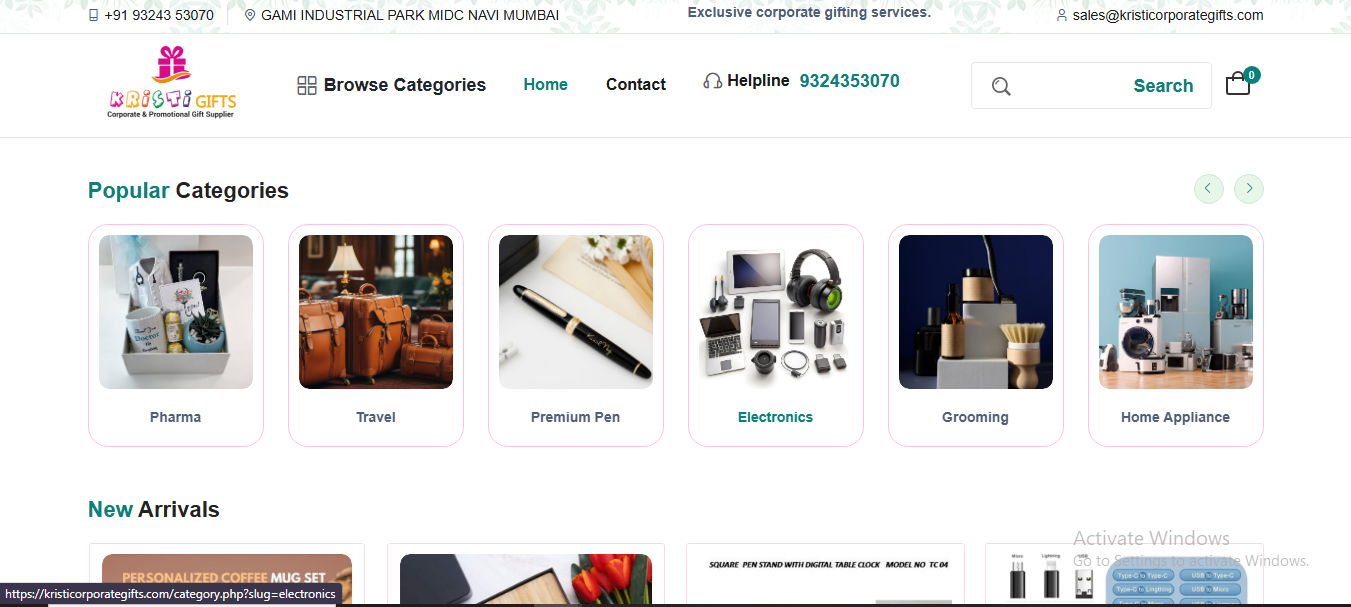 +91 93243 53070
GAMI INDUSTRIAL PARK MIDC NAVI MUMBAI
Exclusive corporate gifting services.
sales@kristicorporategifts.com
KRiSTi GIFTS
Corporate & Promotional Gift Supplier
Browse Categories
Home
Contact
Helpline 9324353070
Search
0
Popular Categories
Doctor
Pharma
Travel
Premium Pen
Electronics
Grooming
Home Appliance
New Arrivals
PERSONALIZED COFFEE MUG SET
SQUARE PEN STAND WITH DIGITAL TABLE CLOCK MODEL NO TC 04
Micro
Lightning
USB
Type-C to Type-C
USB to Type-C
Type-C to Lingthing
USB to Micro
Activate Windows
Go to Settings to activate Windows.
https://kristicorporategifts.com/category.php?slug=electronics